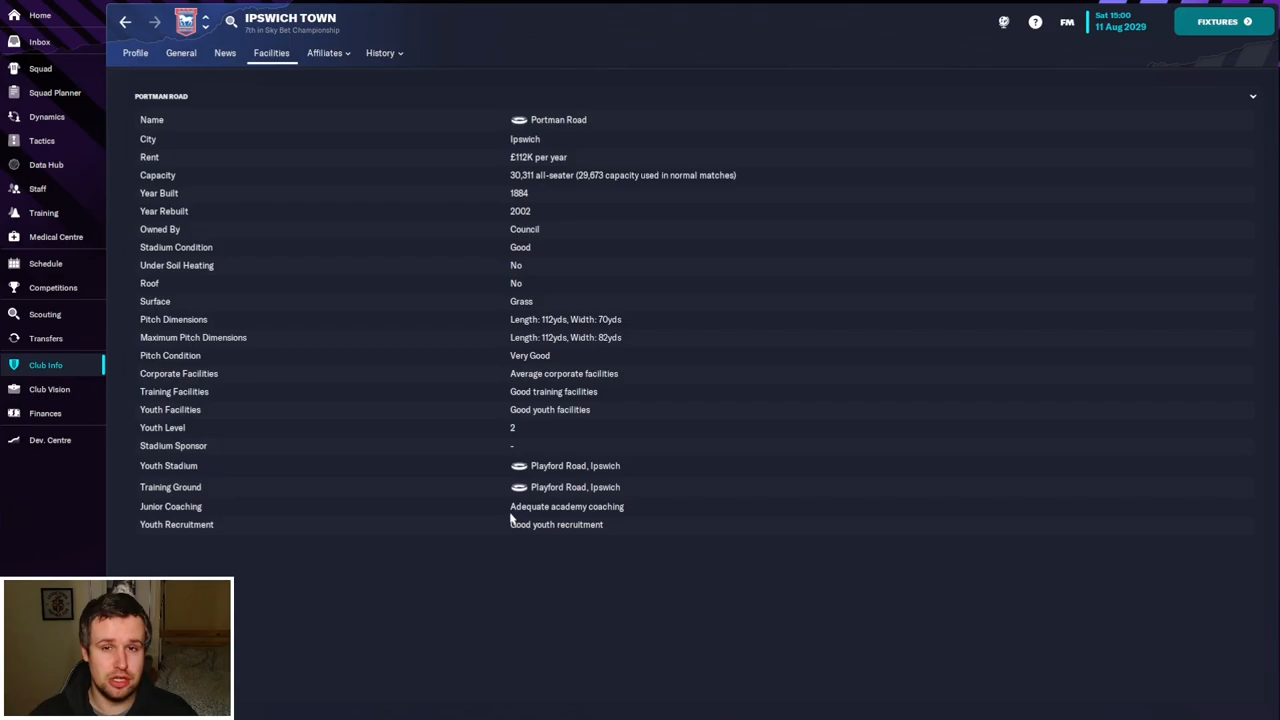 Home
Inbox
Squad
Squad Planner
Dynamics
Tactics
Data Hub
Staff
Training
Medical Centre
Schedule
Competitions
Scouting
Transfers
Club Info
Club Vision
Finances
Dev. Centre
IPSWICH TOWN
7th in Sky Bet Championship
FM
Sat 15:00
11 Aug 2029
FIXTURES
Profile General News Facilities Affiliates History
PORTMAN ROAD
Name Portman Road
City Ipswich
Rent £112K per year
Capacity 30,311 all-seater (29,673 capacity used in normal matches)
Year Built 1884
Year Rebuilt 2002
Owned By Council
Stadium Condition Good
Under Soil Heating No
Roof No
Surface Grass
Pitch Dimensions Length: 112yds, Width: 70yds
Maximum Pitch Dimensions Length: 112yds, Width: 82yds
Pitch Condition Very Good
Corporate Facilities Average corporate facilities
Training Facilities Good training facilities
Youth Facilities Good youth facilities
Youth Level 2
Stadium Sponsor -
Youth Stadium Playford Road, Ipswich
Training Ground Playford Road, Ipswich
Junior Coaching Adequate academy coaching
Youth Recruitment Good youth recruitment